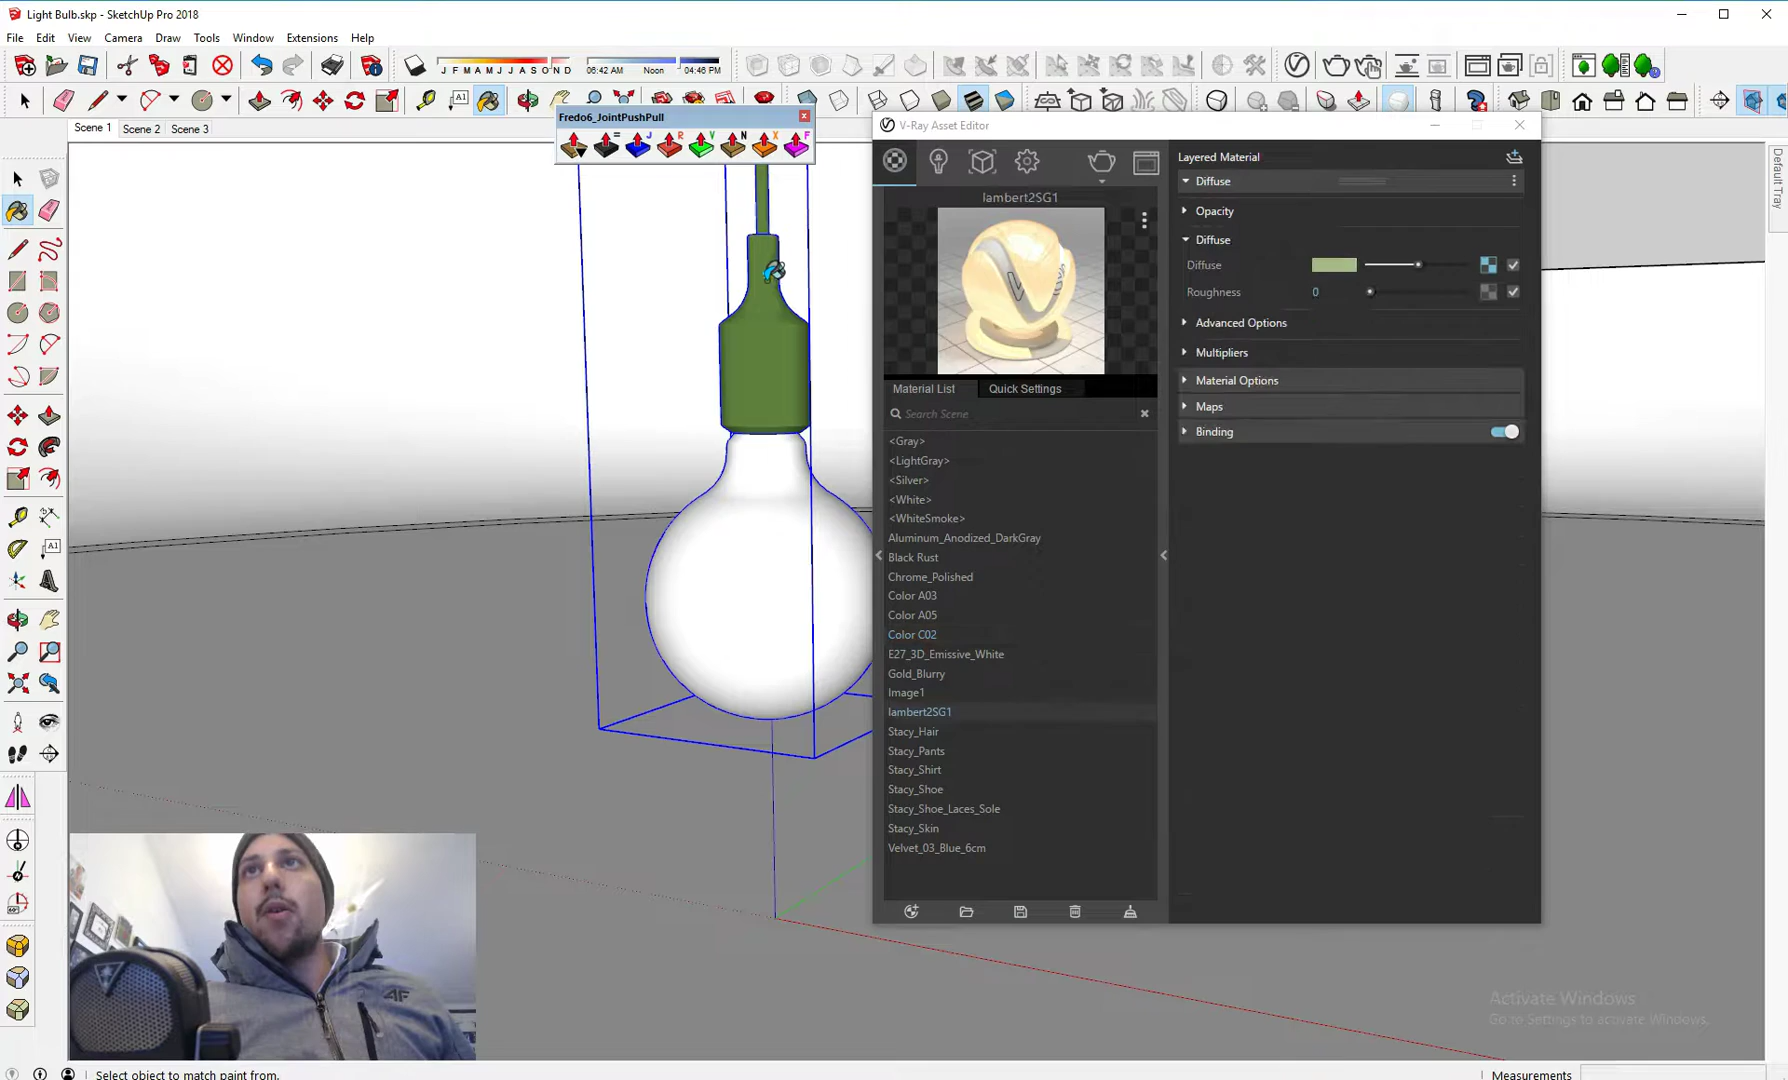 Light Bulb.skp - SketchUp Pro 2018
File Edit View Camera Draw Tools Window Extensions Help
J F M A M J J A S O N D 06:42 AM Noon 04:46 PM
Scene 1 Scene 2 Scene 3
Fredo6_JointPushPull
V-Ray Asset Editor
Default Tray
lambert2SG1
Material List Quick Settings
Search Scene
<Gray>
<LightGray>
<Silver>
<White>
<WhiteSmoke>
Aluminum_Anodized_DarkGray
Black Rust
Chrome_Polished
Color A03
Color A05
Color C02
E27_3D_Emissive_White
Gold_Blurry
Image1
lambert2SG1
Stacy_Hair
Stacy_Pants
Stacy_Shirt
Stacy_Shoe
Stacy_Shoe_Laces_Sole
Stacy_Skin
Velvet_03_Blue_6cm
Layered Material
Diffuse
Opacity
Diffuse
Diffuse
Roughness 0
Advanced Options
Multipliers
Material Options
Maps
Binding
Activate Windows
Go to Settings to activate Windows.
Select object to match paint from.
Measurements